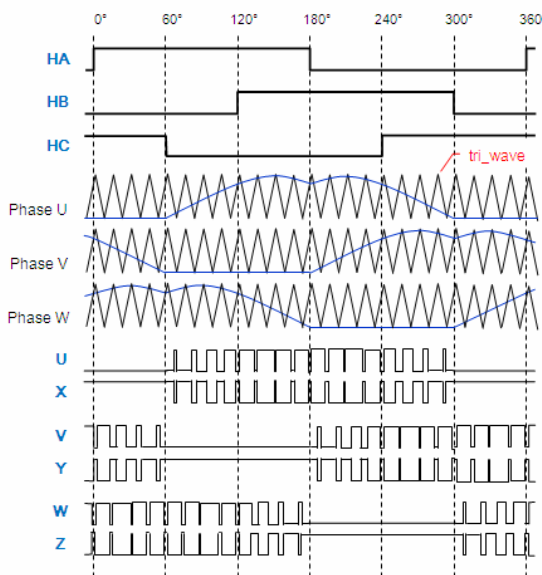 0° 60° 120° 180° 240° 300° 360
HA
HB
HC
tri_wave
Phase U
Phase V
Phase W
U
X
V
Y
W
Z